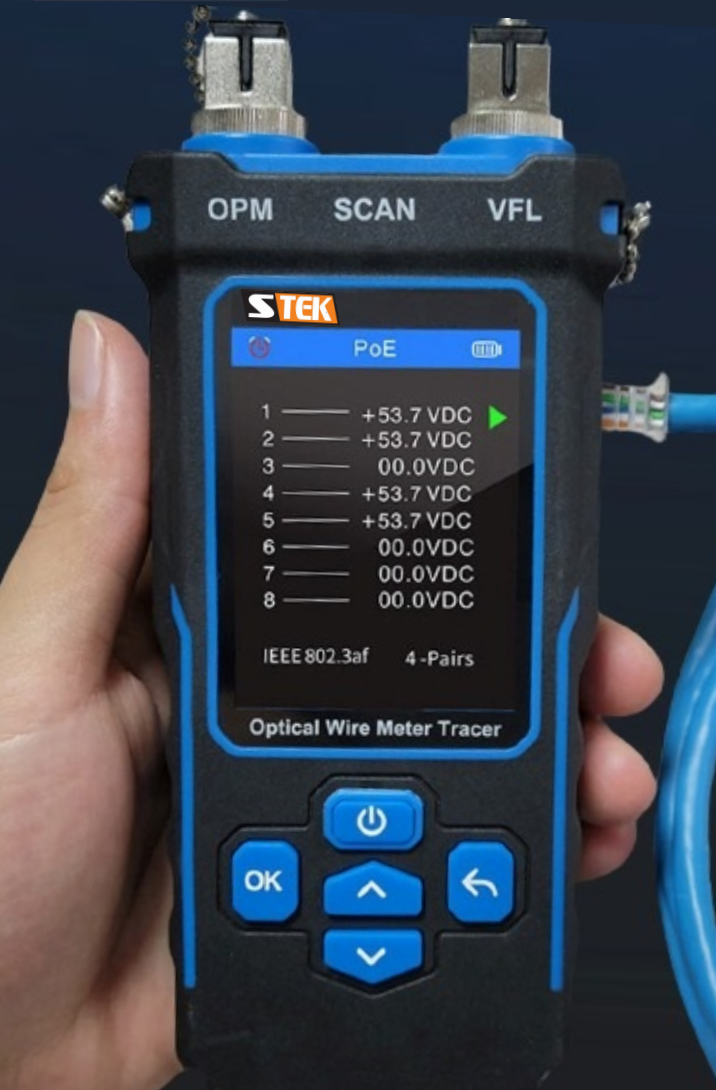 OPM SCAN VFL
STEK
PoE
1 +53.7 VDC
2 +53.7 VDC
3 00.0VDC
4 +53.7 VDC
5 +53.7 VDC
6 00.0VDC
7 00.0VDC
8 00.0VDC
IEEE 802.3af 4-Pairs
Optical Wire Meter Tracer
OK